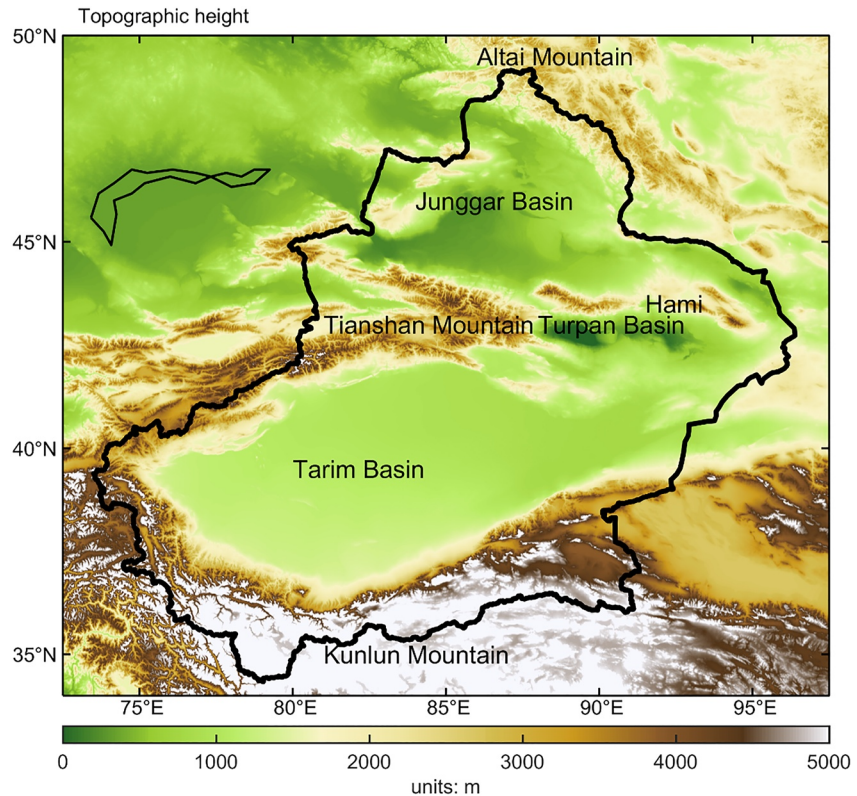 Topographic height
50°N
Altai Mountain
Junggar Basin
45°N
Hami
Tianshan Mountain Turpan Basin
40°N
Tarim Basin
35°N
Kunlun Mountain
75°E 80°E 85°E 90°E 95°E
0 1000 2000 3000 4000 5000
units: m